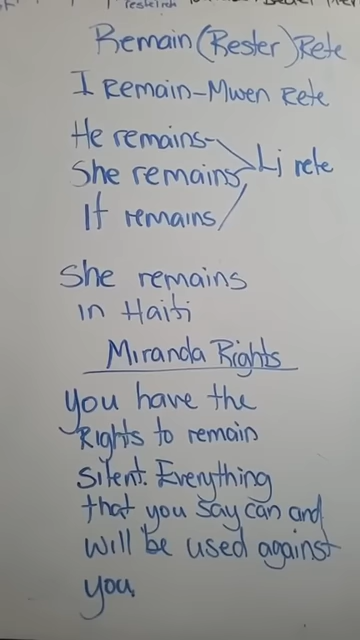 Remain (Rester) Rete
I Remain-Mwen Rete
He remains-
She remains Li rete
It remains
She remains
in Haiti
Miranda Rights
You have the
Rights to remain
Silent. Everything
that you say can and
Will be used against
you.